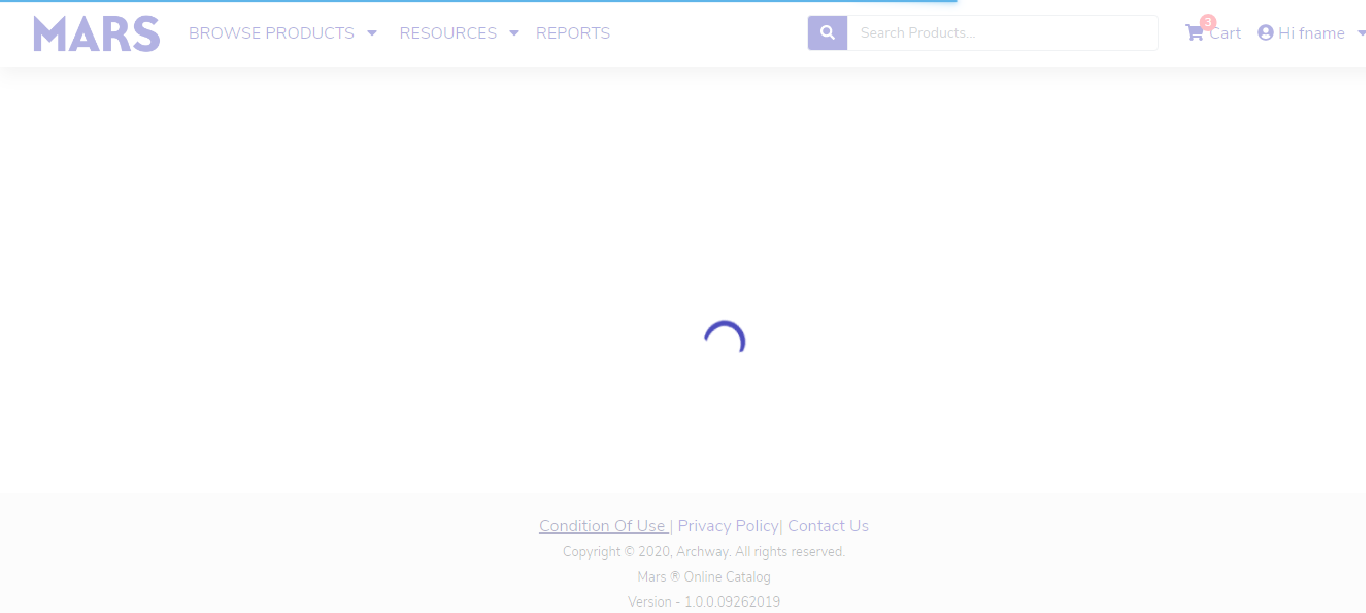 MARS BROWSE PRODUCTS RESOURCES REPORTS Search Products... 3 Cart Hi fname
Condition Of Use | Privacy Policy| Contact Us
Copyright © 2020, Archway. All rights reserved.
Mars ® Online Catalog
Version - 1.0.0.09262019